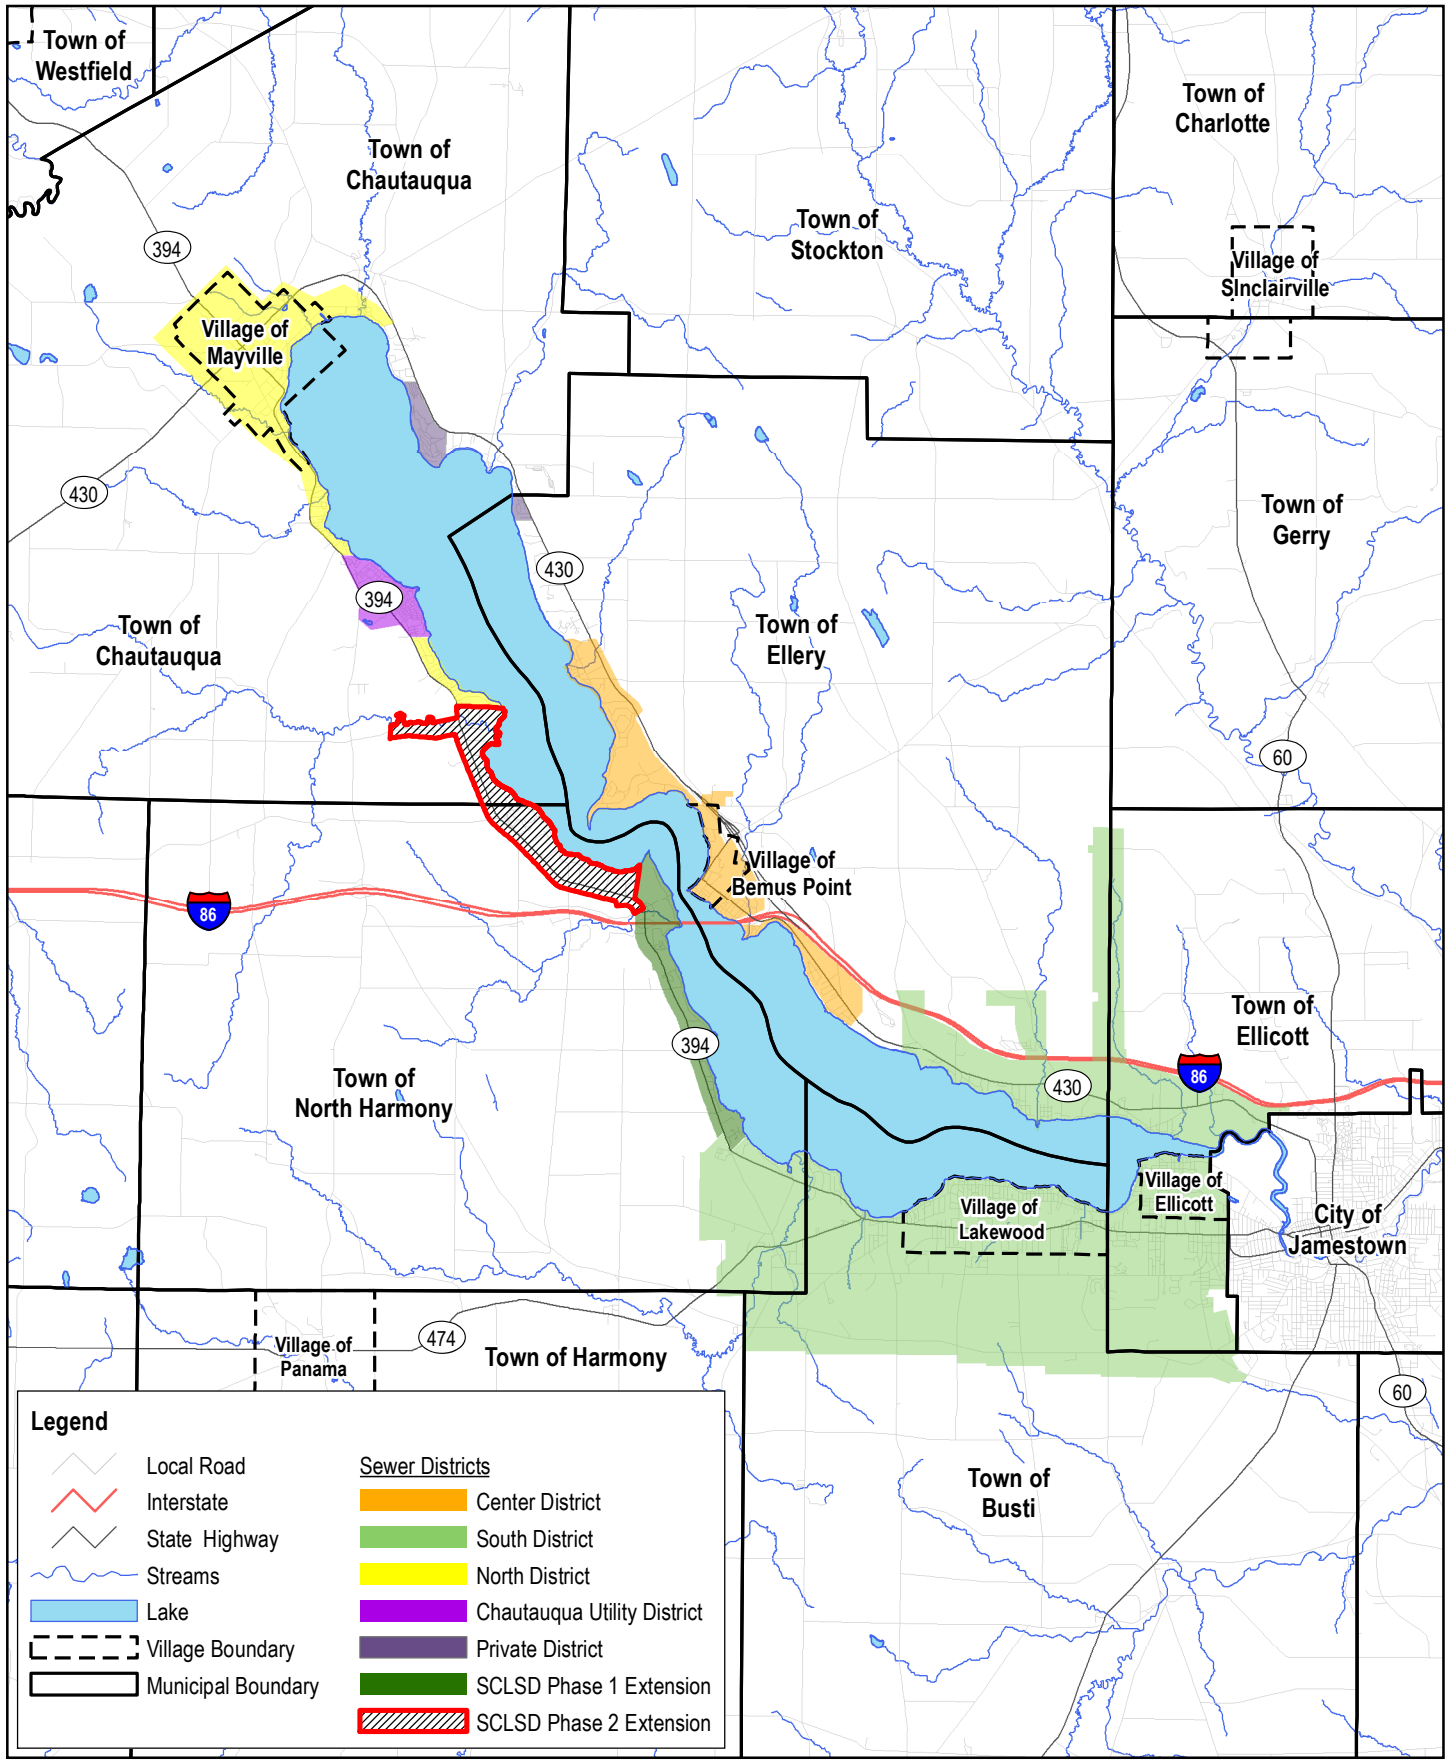 Town of
Westfield
Town of
Chautauqua
Town of
Stockton
Town of
Charlotte
Village of
SInclairville
394
Village of
Mayville
430
Town of
Gerry
430
394
Town of
Chautauqua
Town of
Ellery
60
Village of
Bemus Point
86
Town of
Ellicott
394
430
86
Town of
North Harmony
Village of
Ellicott
Village of
Lakewood
City of
Jamestown
474
Village of
Panama
Town of Harmony
60
Town of
Busti
Legend
Local Road
Interstate
State Highway
Streams
Lake
Village Boundary
Municipal Boundary
Sewer Districts
Center District
South District
North District
Chautauqua Utility District
Private District
SCLSD Phase 1 Extension
SCLSD Phase 2 Extension